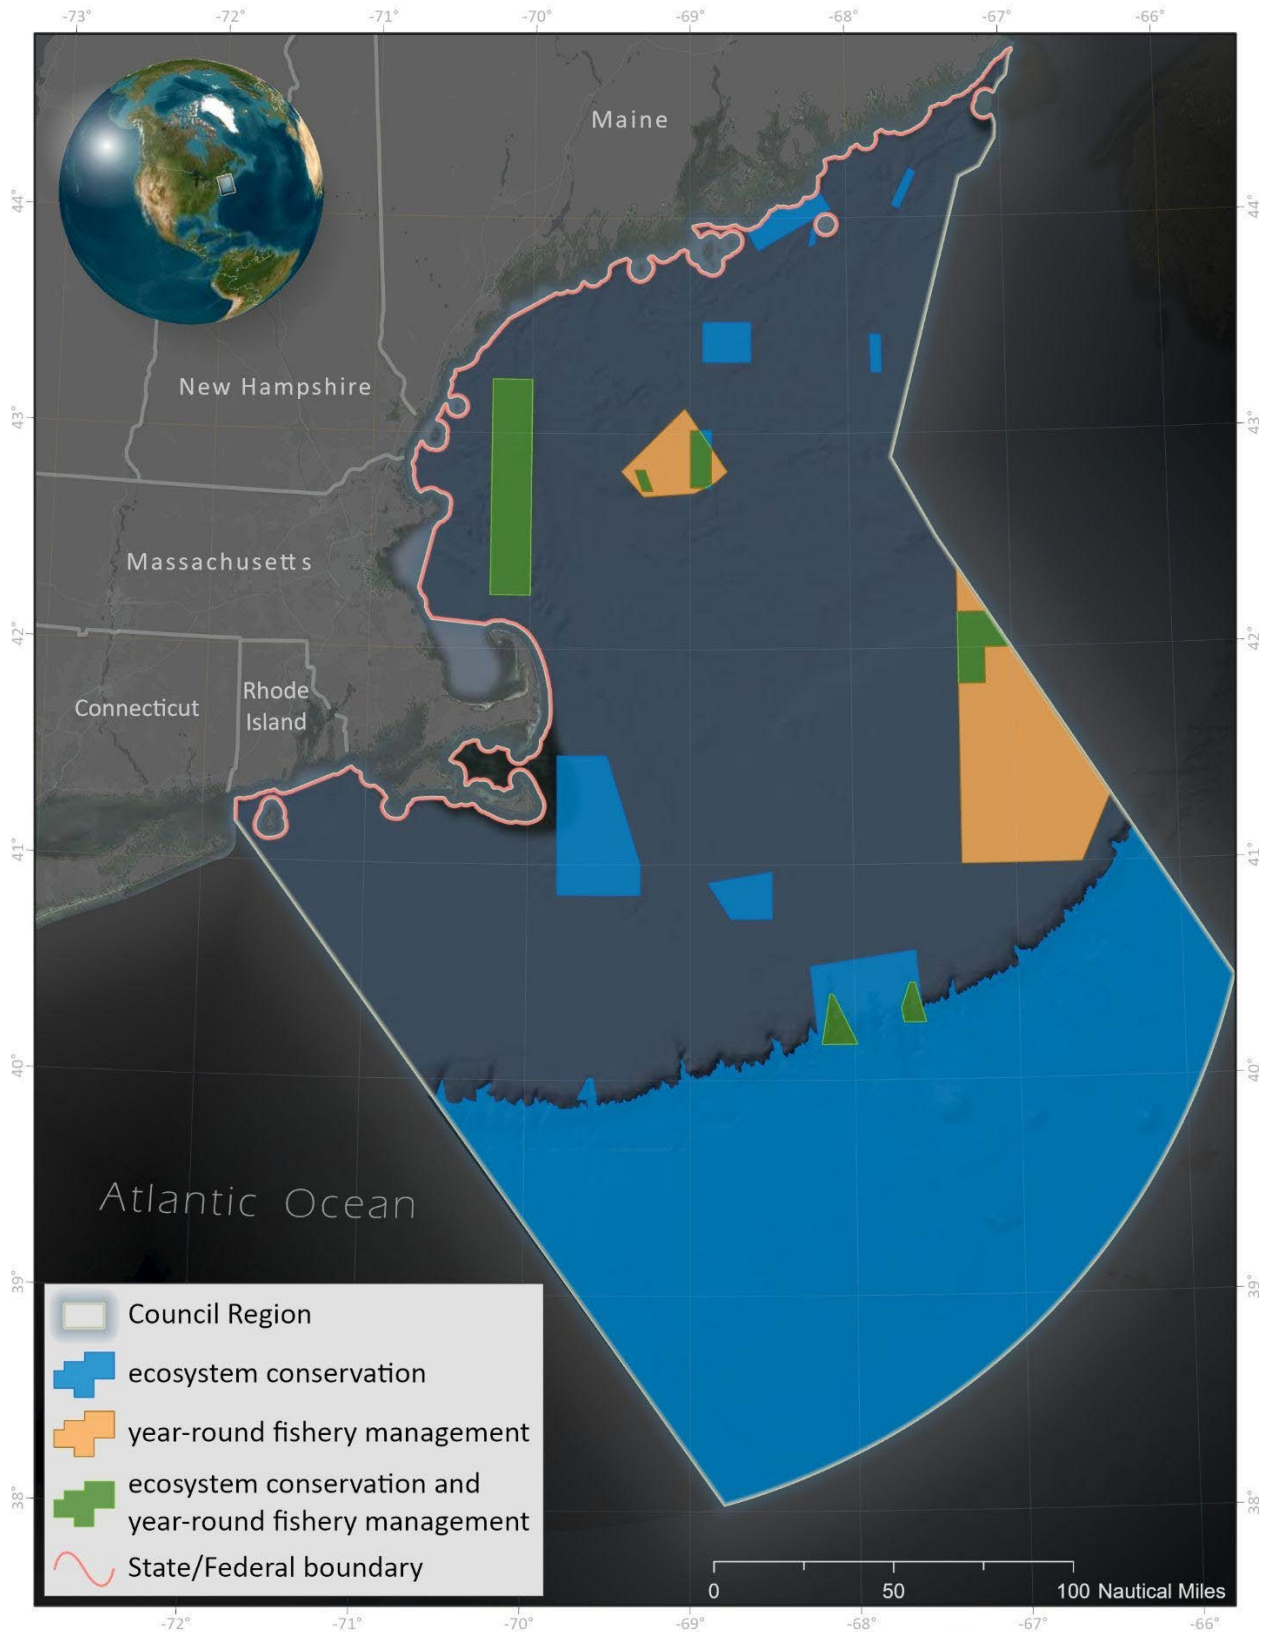 -73° -72° -71° -70° -69° -68° -67° -66°
Maine
44° 44°
New Hampshire
43° 43°
Massachusetts
42° 42°
Rhode
Island
Connecticut
41° 41°
40° 40°
Atlantic Ocean
39° 39°
Council Region
ecosystem conservation
year-round fishery management
ecosystem conservation and
year-round fishery management
State/Federal boundary
38° 38°
0 50 100 Nautical Miles
-72° -71° -70° -69° -68° -67° -66°